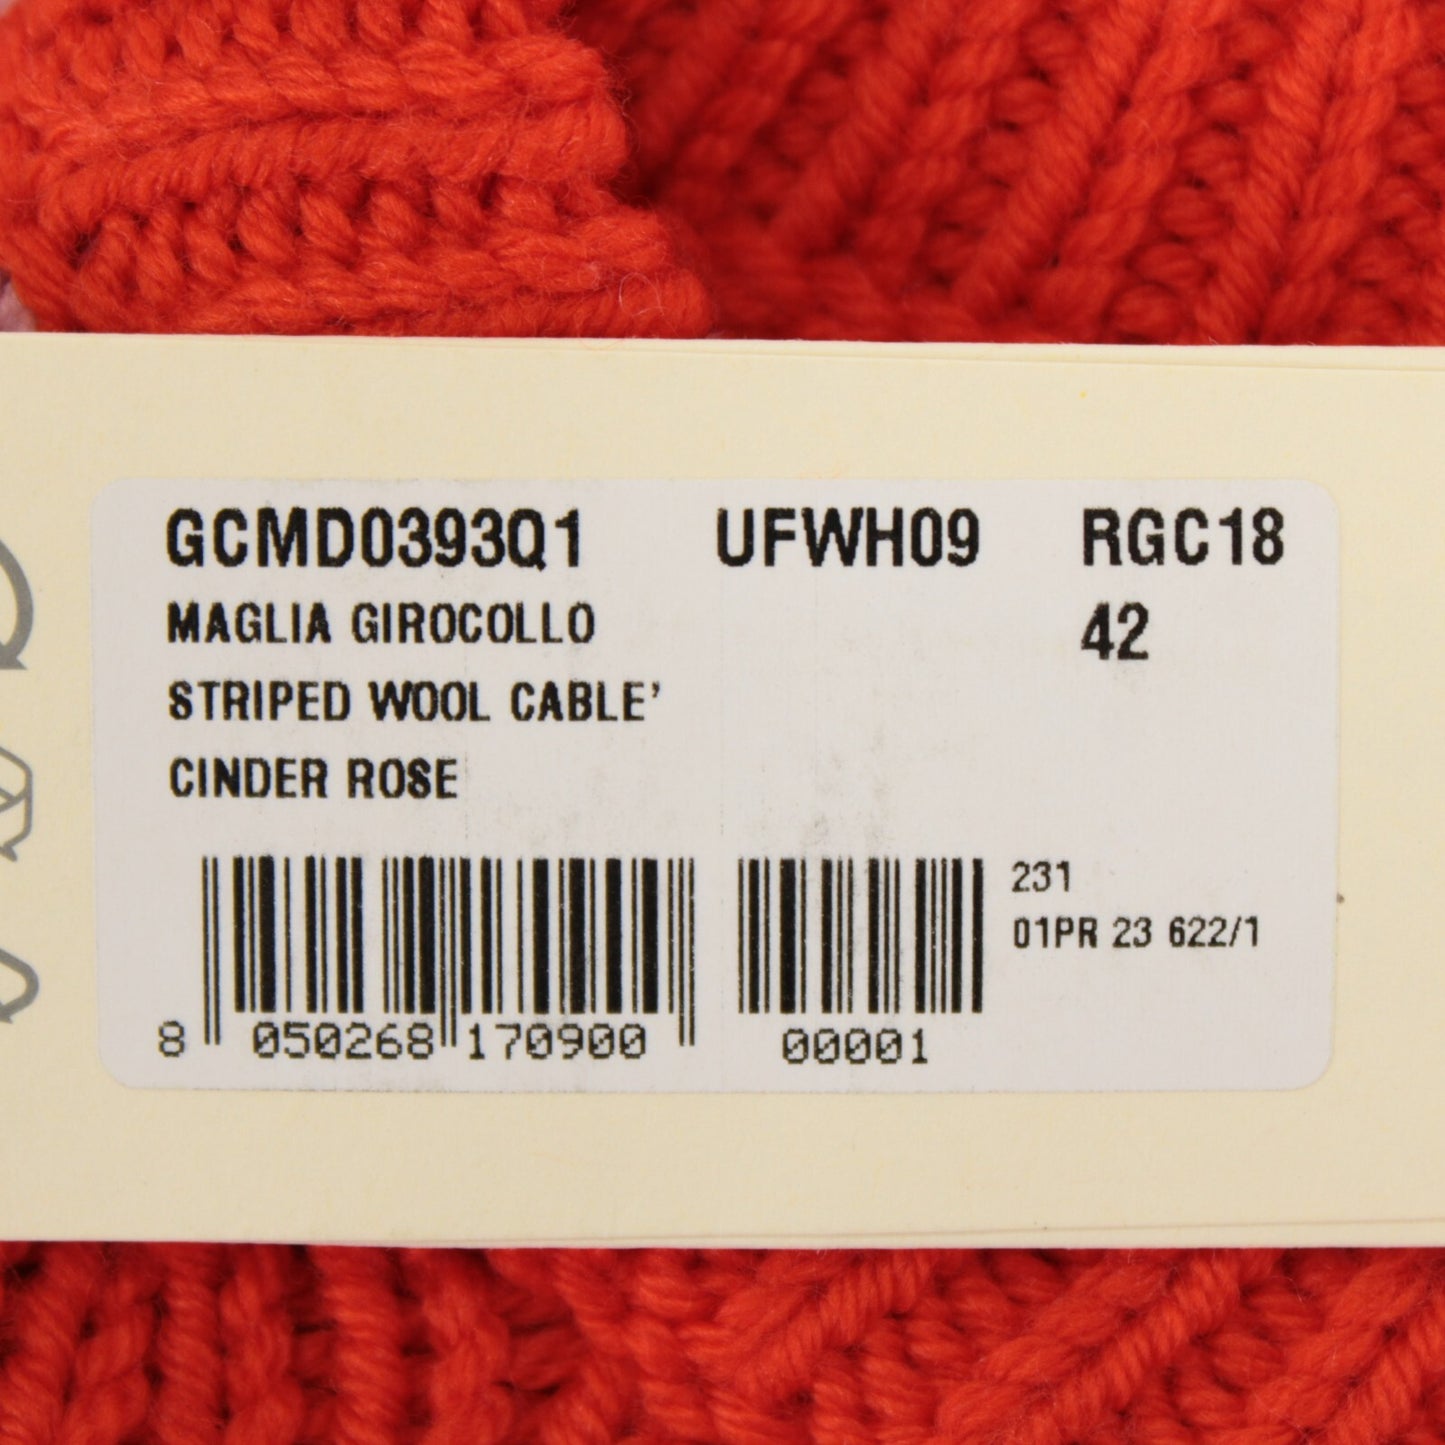 GCMD0393Q1 UFWH09 RGC18
MAGLIA GIROCOLLO 42
STRIPED WOOL CABLE'
CINDER ROSE
231
01PR 23 622/1
8 050268 170900 00001